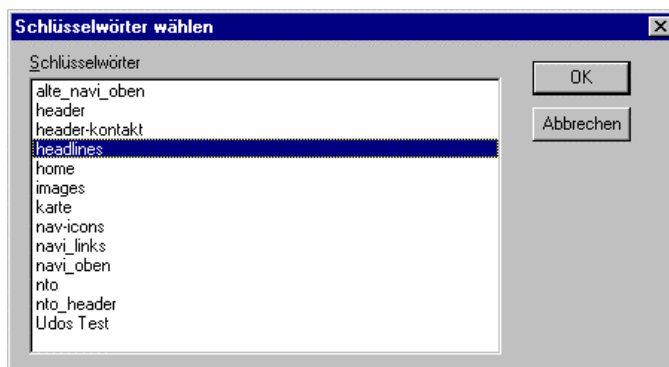 Schlüsselwörter wählen
Schlüsselwörter
alte_navi_oben
header
header-kontakt
headlines
home
images
karte
nav-icons
navi_links
navi_oben
nto
nto_header
Udos Test
OK
Abbrechen